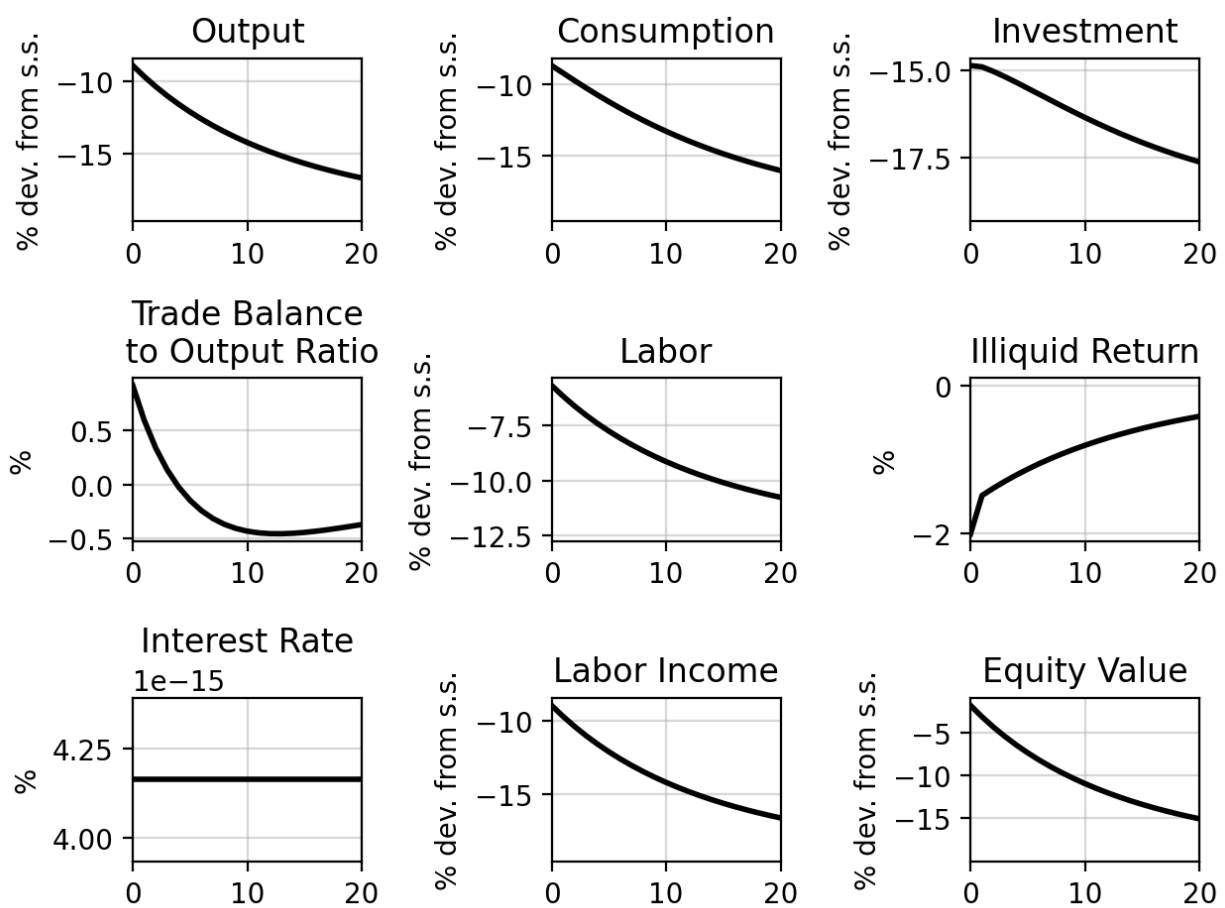 Output
% dev. from s.s.
−10
−15
0 10 20
Consumption
% dev. from s.s.
−10
−15
0 10 20
Investment
% dev. from s.s.
−15.0
−17.5
0 10 20
Trade Balance
to Output Ratio
%
0.5
0.0
−0.5
0 10 20
Labor
% dev. from s.s.
−7.5
−10.0
−12.5
0 10 20
Illiquid Return
%
0
−2
0 10 20
Interest Rate
1e−15
%
4.25
4.00
0 10 20
Labor Income
% dev. from s.s.
−10
−15
0 10 20
Equity Value
% dev. from s.s.
−5
−10
−15
0 10 20